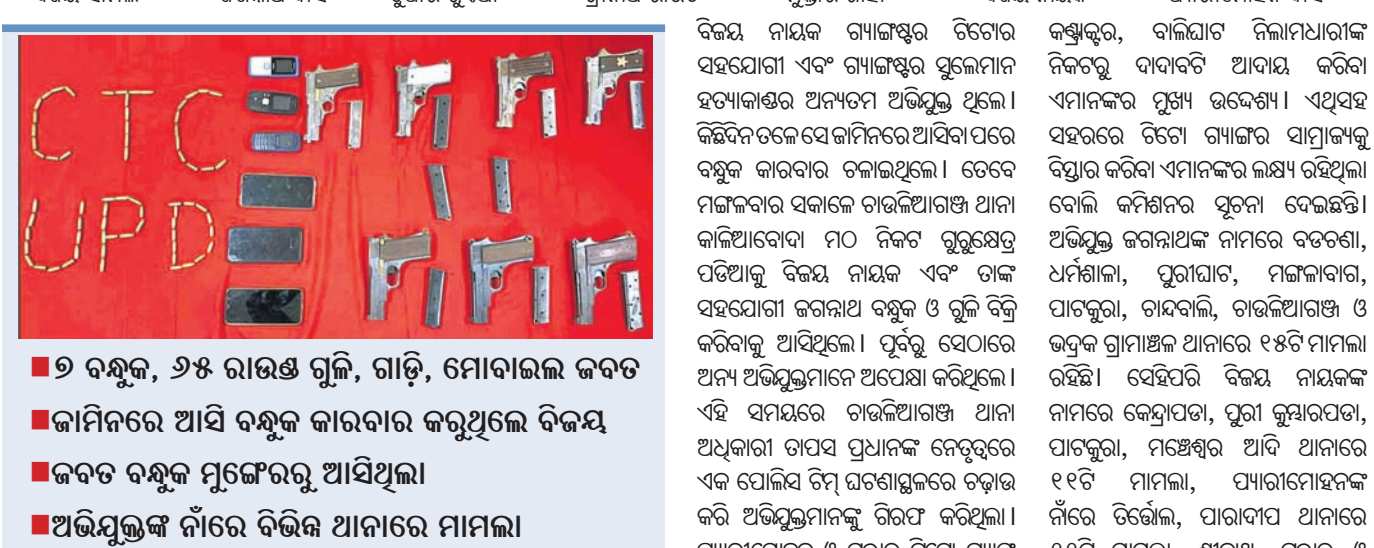 CTC
UPD
■୭ ବନ୍ଧୁକ, ୬୫ ରାଉଣ୍ଡ ଗୁଳି, ଗାଡ଼ି, ମୋବାଇଲ ଜବତ
■ଜାମିନରେ ଆସି ବନ୍ଧୁକ କାରବାର କରୁଥିଲେ ବିଜୟ
■ଜବତ ବନ୍ଧୁକ ମୁଙ୍ଗେରରୁ ଆସିଥିଲା
■ଅଭିଯୁକ୍ତଙ୍କ ନାଁରେ ବିଭିନ୍ନ ଥାନାରେ ମାମଲା
ବିଜୟ ନାୟକ ଗ୍ୟାଙ୍ଗଷ୍ଟର ଟିଟୋର
ସହଯୋଗୀ ଏବଂ ଗ୍ୟାଙ୍ଗଷ୍ଟର ସୁଲେମାନ
ହତ୍ୟାକାଣ୍ଡର ଅନ୍ୟତମ ଅଭିଯୁକ୍ତ ଥିଲେ।
କିଛିଦିନ ତଳେ ସେ ଜାମିନରେ ଆସିବା ପରେ
ବନ୍ଧୁକ କାରବାର ଚଳାଇଥିଲେ। ତେବେ
ମଙ୍ଗଳବାର ସକାଳେ ଚାଉଳିଆଗଞ୍ଜ ଥାନା
କାଳିଆବୋଦା ମଠ ନିକଟ ଗୁରୁକ୍ଷେତ୍ର
ପଡିଆକୁ ବିଜୟ ନାୟକ ଏବଂ ତାଙ୍କ
ସହଯୋଗୀ ଜଗନ୍ନାଥ ବନ୍ଧୁକ ଓ ଗୁଳି ବିକ୍ରି
କରିବାକୁ ଆସିଥିଲେ। ପୂର୍ବରୁ ସେଠାରେ
ଅନ୍ୟ ଅଭିଯୁକ୍ତମାନେ ଅପେକ୍ଷା କରିଥିଲେ।
ଏହି ସମୟରେ ଚାଉଳିଆଗଞ୍ଜ ଥାନା
ଅଧିକାରୀ ତାପସ ପ୍ରଧାନଙ୍କ ନେତୃତ୍ୱରେ
ଏକ ପୋଲିସ ଟିମ୍ ଘଟଣାସ୍ଥଳରେ ଚଢ଼ାଉ
କରି ଅଭିଯୁକ୍ତମାନଙ୍କୁ ଗିରଫ କରିଥିଲା।
କଣ୍ଟ୍ରାକ୍ଟର, ବାଲିଘାଟ ନିଲାମଧାରୀଙ୍କ
ନିକଟରୁ ଦାଦାବଟି ଆଦାୟ କରିବା
ଏମାନଙ୍କର ମୁଖ୍ୟ ଉଦ୍ଦେଶ୍ୟ। ଏଥିସହ
ସହରରେ ଟିଟୋ ଗ୍ୟାଙ୍ଗର ସାମ୍ରାଜ୍ୟକୁ
ବିସ୍ତାର କରିବା ଏମାନଙ୍କର ଲକ୍ଷ୍ୟ ରହିଥିଲା
ବୋଲି କମିଶନର ସୂଚନା ଦେଇଛନ୍ତି।
ଅଭିଯୁକ୍ତ ଜଗନ୍ନାଥଙ୍କ ନାମରେ ବଡଚଣା,
ଧର୍ମଶାଳା, ପୁରୀଘାଟ, ମଙ୍ଗଳାବାଗ,
ପାଟକୁରା, ଚାନ୍ଦବାଲି, ଚାଉଳିଆଗଞ୍ଜ ଓ
ଭଦ୍ରକ ଗ୍ରାମାଞ୍ଚଳ ଥାନାରେ ୧୫ଟି ମାମଲା
ରହିଛି। ସେହିପରି ବିଜୟ ନାୟକଙ୍କ
ନାମରେ କେନ୍ଦ୍ରାପଡା, ପୁରୀ କୁମ୍ଭାରପଡା,
ପାଟକୁରା, ମଞ୍ଚେଶ୍ୱର ଆଦି ଥାନାରେ
୧୧ଟି ମାମଲା, ପ୍ୟାରୀମୋହନଙ୍କ
ନାଁରେ ତିର୍ତ୍ତୋଲ, ପାରାଦୀପ ଥାନାରେ